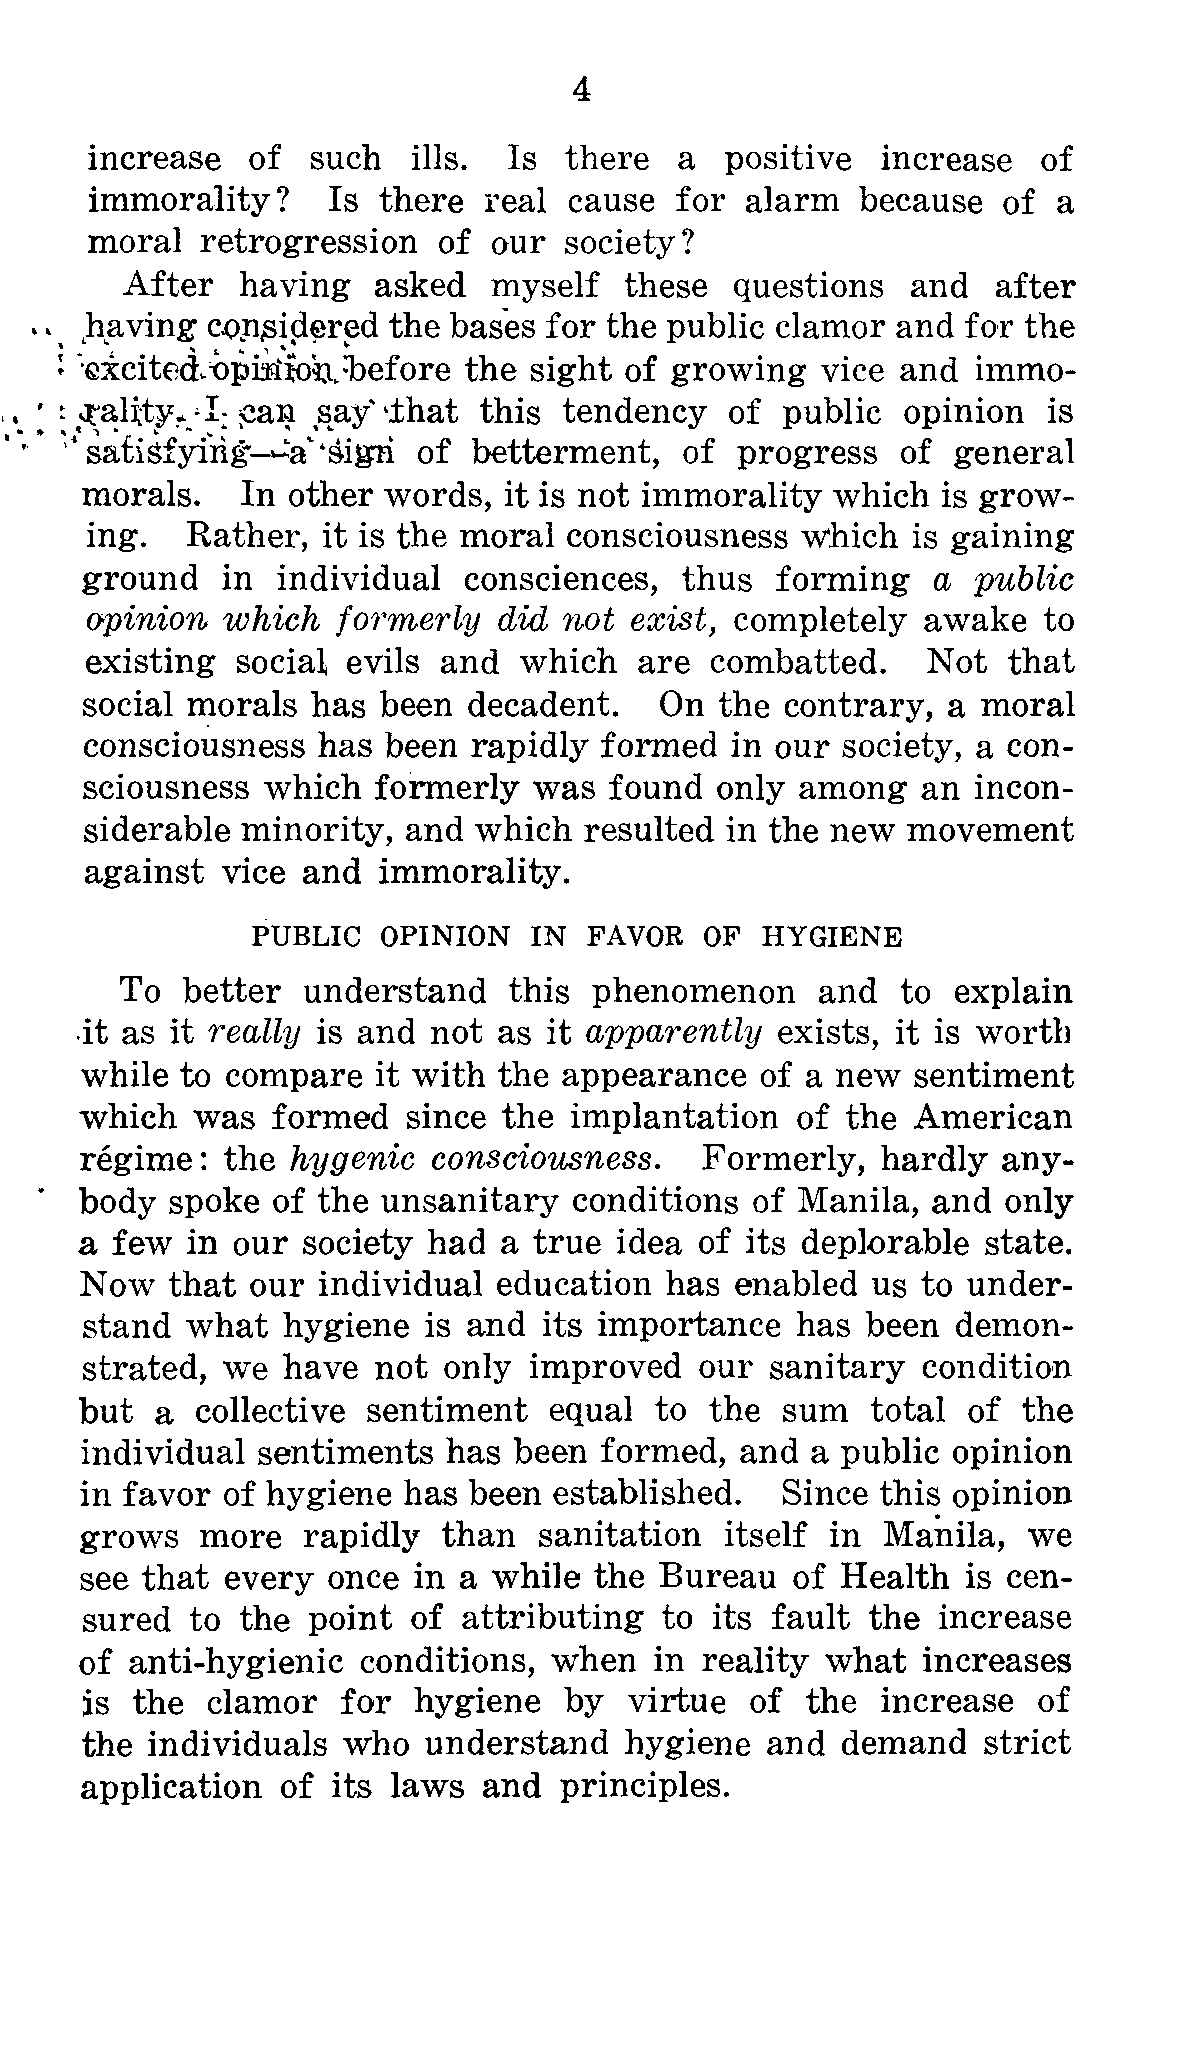 4
increase of such ills. Is there a positive increase of
immorality? Is there real cause for alarm because of a
moral retrogression of our society?
After having asked myself these questions and after
having considered the bases for the public clamor and for the
excited opinion before the sight of growing vice and immo-
rality, I can say that this tendency of public opinion is
satisfying—a sign of betterment, of progress of general
morals. In other words, it is not immorality which is grow-
ing. Rather, it is the moral consciousness which is gaining
ground in individual consciences, thus forming a public
opinion which formerly did not exist, completely awake to
existing social evils and which are combatted. Not that
social morals has been decadent. On the contrary, a moral
consciousness has been rapidly formed in our society, a con-
sciousness which formerly was found only among an incon-
siderable minority, and which resulted in the new movement
against vice and immorality.
PUBLIC OPINION IN FAVOR OF HYGIENE
To better understand this phenomenon and to explain
it as it really is and not as it apparently exists, it is worth
while to compare it with the appearance of a new sentiment
which was formed since the implantation of the American
régime: the hygenic consciousness. Formerly, hardly any-
body spoke of the unsanitary conditions of Manila, and only
a few in our society had a true idea of its deplorable state.
Now that our individual education has enabled us to under-
stand what hygiene is and its importance has been demon-
strated, we have not only improved our sanitary condition
but a collective sentiment equal to the sum total of the
individual sentiments has been formed, and a public opinion
in favor of hygiene has been established. Since this opinion
grows more rapidly than sanitation itself in Manila, we
see that every once in a while the Bureau of Health is cen-
sured to the point of attributing to its fault the increase
of anti-hygienic conditions, when in reality what increases
is the clamor for hygiene by virtue of the increase of
the individuals who understand hygiene and demand strict
application of its laws and principles.